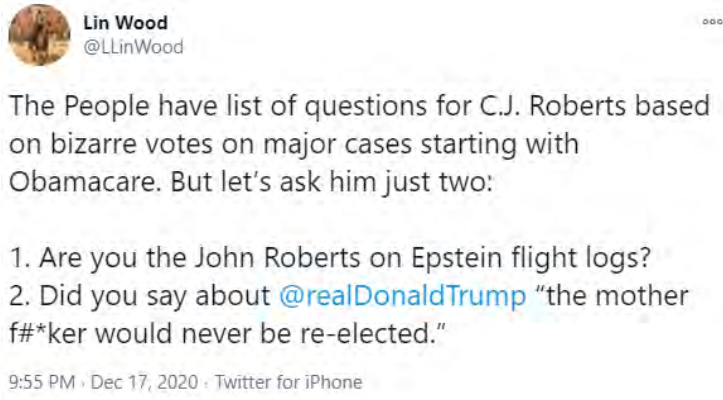 Lin Wood
@LLinWood
The People have list of questions for C.J. Roberts based
on bizarre votes on major cases starting with
Obamacare. But let's ask him just two:
1. Are you the John Roberts on Epstein flight logs?
2. Did you say about @realDonaldTrump “the mother
f#*ker would never be re-elected.”
9:55 PM · Dec 17, 2020 · Twitter for iPhone